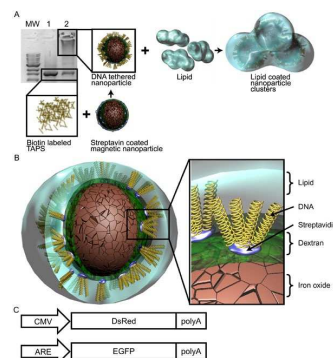 A
MW 1 2
DNA tethered
nanoparticle
Lipid
Lipid coated
nanoparticle
clusters
Biotin labeled
TAPS
Streptavin coated
magnetic nanoparticle
B
Lipid
DNA
Streptavidi
Dextran
Iron oxide
C
CMV DsRed polyA
ARE EGFP polyA